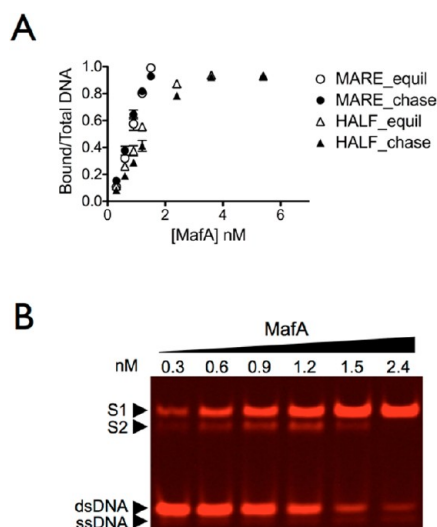 A
Bound/Total DNA
1.0
0.8
0.6
0.4
0.2
0.0
0 2 4 6
[MafA] nM
MARE_equil
MARE_chase
HALF_equil
HALF_chase
B
MafA
nM 0.3 0.6 0.9 1.2 1.5 2.4
S1
S2
dsDNA
ssDNA